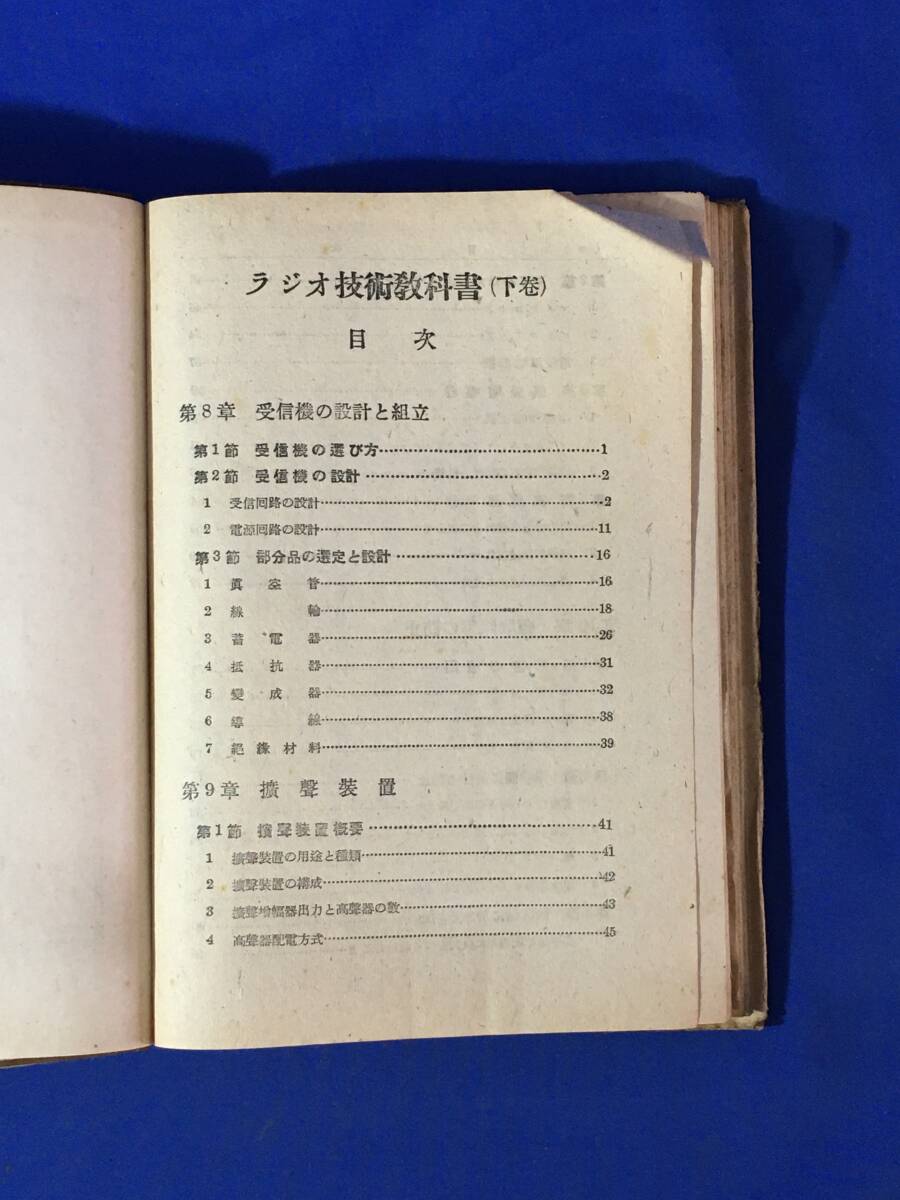 ラジオ技術敎科書(下卷)
目次
第8章 受信機の設計と組立
第1節 受信機の選び方……1
第2節 受信機の設計……2
1 受信回路の設計……2
2 電源回路の設計……11
第3節 部分品の選定と設計……16
1 眞空管……16
2 線輪……18
3 蓄電器……26
4 抵抗器……31
5 變成器……32
6 導線……38
7 絕緣材料……39
第9章 擴聲裝置
第1節 擴聲裝置槪要……41
1 擴聲裝置の用途と種類……41
2 擴聲裝置の構成……42
3 擴聲增幅器出力と高聲器の數……43
4 高聲器配電方式……45